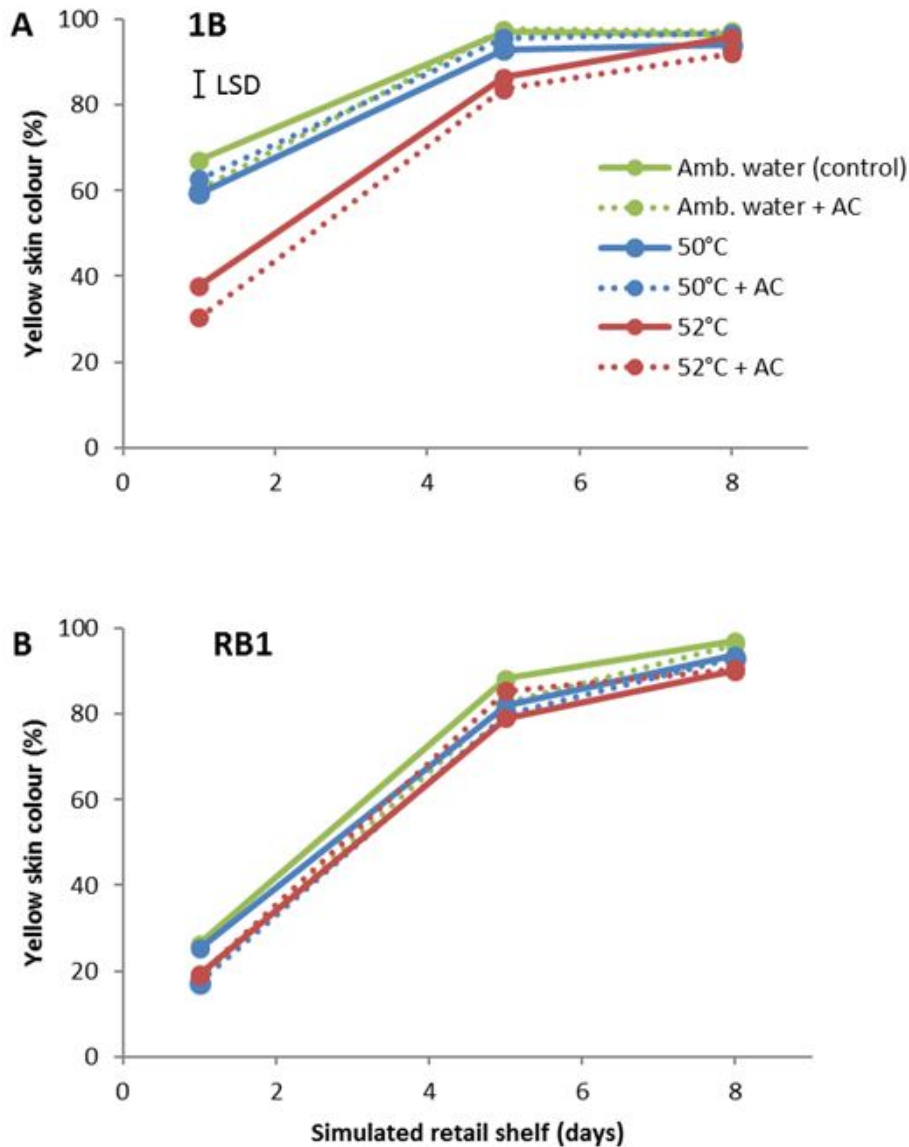 A 1B
LSD
Yellow skin colour (%)
100
80
60
40
20
0
Amb. water (control)
Amb. water + AC
50°C
50°C + AC
52°C
52°C + AC
0 2 4 6 8
B RB1
Yellow skin colour (%)
100
80
60
40
20
0
0 2 4 6 8
Simulated retail shelf (days)